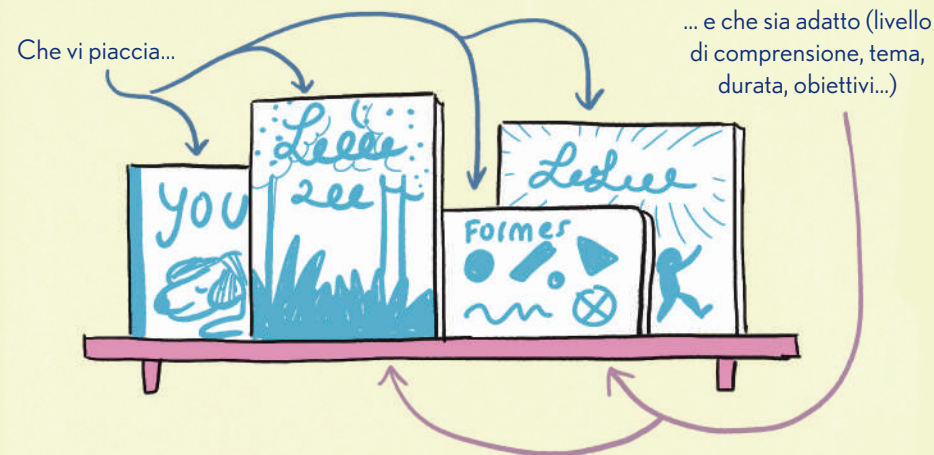 Che vi piaccia...
... e che sia adatto (livello
di comprensione, tema,
durata, obiettivi...)
YOU
Formes